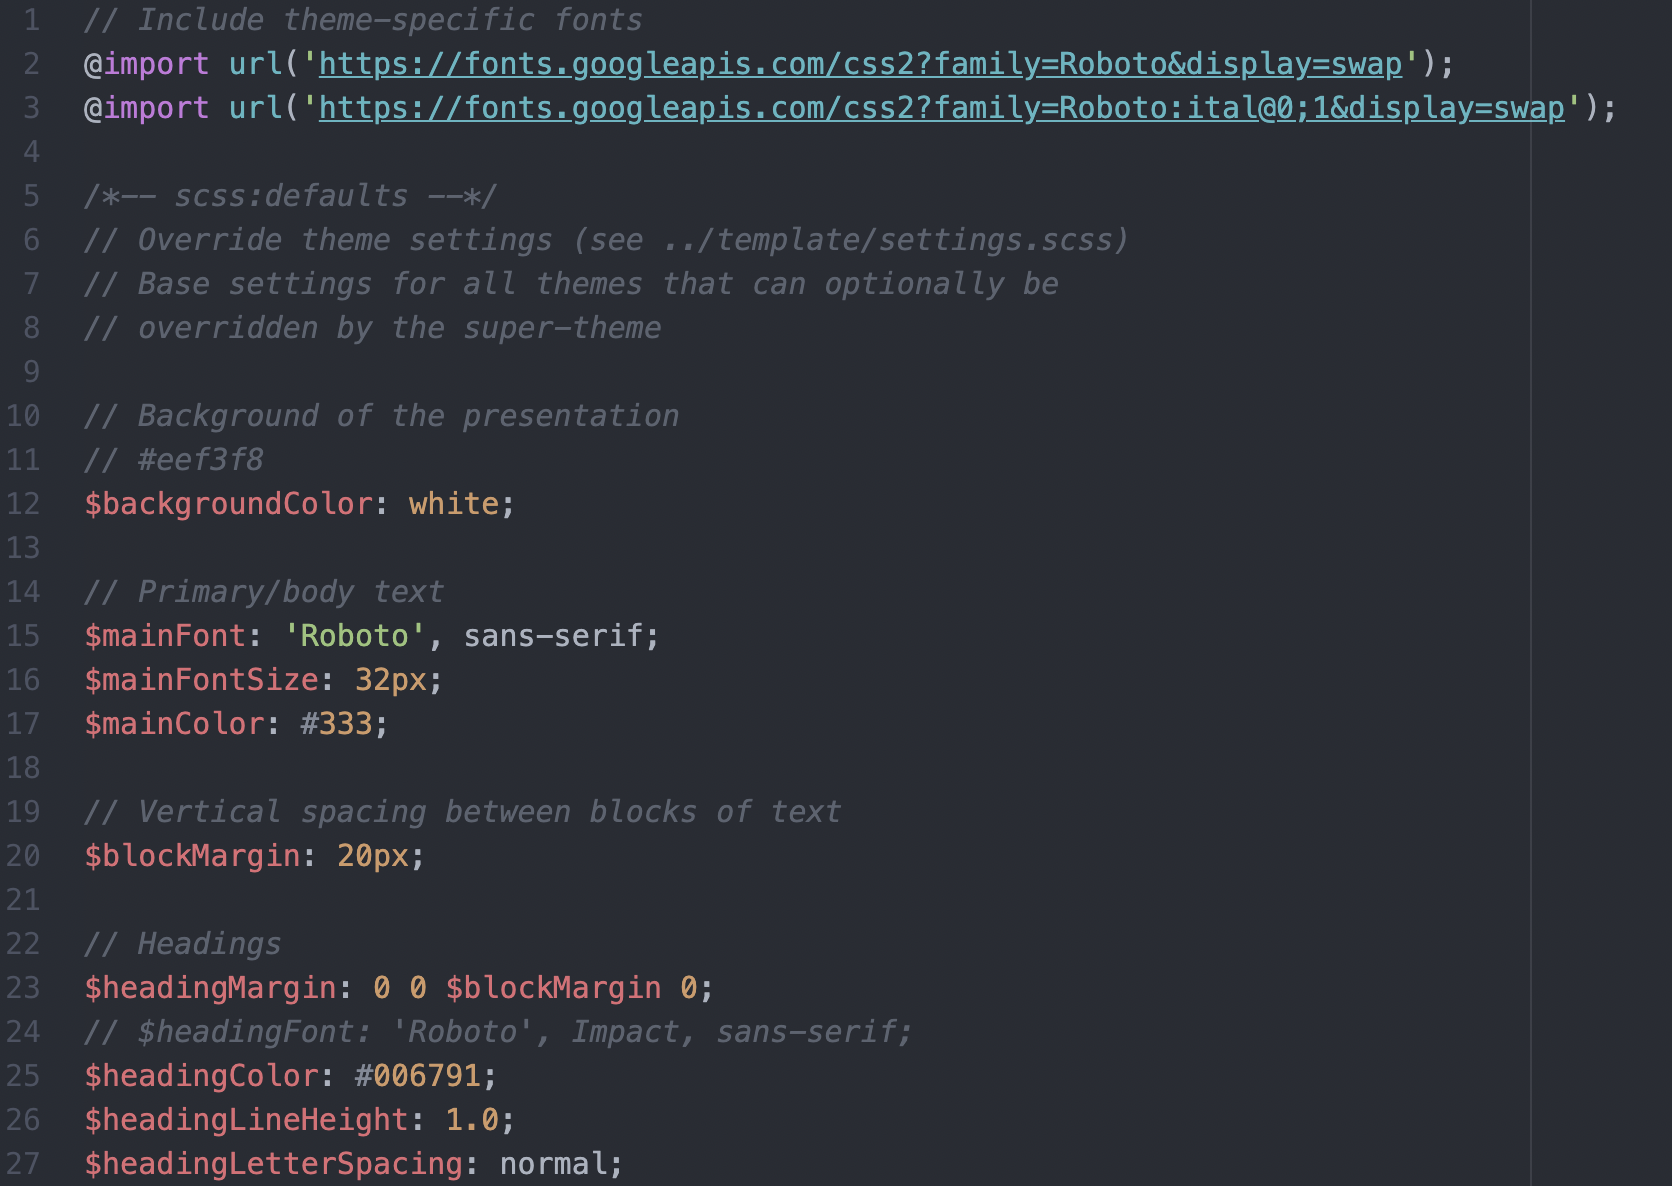 1 // Include theme-specific fonts
2 @import url('https://fonts.googleapis.com/css2?family=Roboto&display=swap');
3 @import url('https://fonts.googleapis.com/css2?family=Roboto:ital@0;1&display=swap');
4
5 /*-- scss:defaults --*/
6 // Override theme settings (see ../template/settings.scss)
7 // Base settings for all themes that can optionally be
8 // overridden by the super-theme
9
10 // Background of the presentation
11 // #eef3f8
12 $backgroundColor: white;
13
14 // Primary/body text
15 $mainFont: 'Roboto', sans-serif;
16 $mainFontSize: 32px;
17 $mainColor: #333;
18
19 // Vertical spacing between blocks of text
20 $blockMargin: 20px;
21
22 // Headings
23 $headingMargin: 0 0 $blockMargin 0;
24 // $headingFont: 'Roboto', Impact, sans-serif;
25 $headingColor: #006791;
26 $headingLineHeight: 1.0;
27 $headingLetterSpacing: normal;